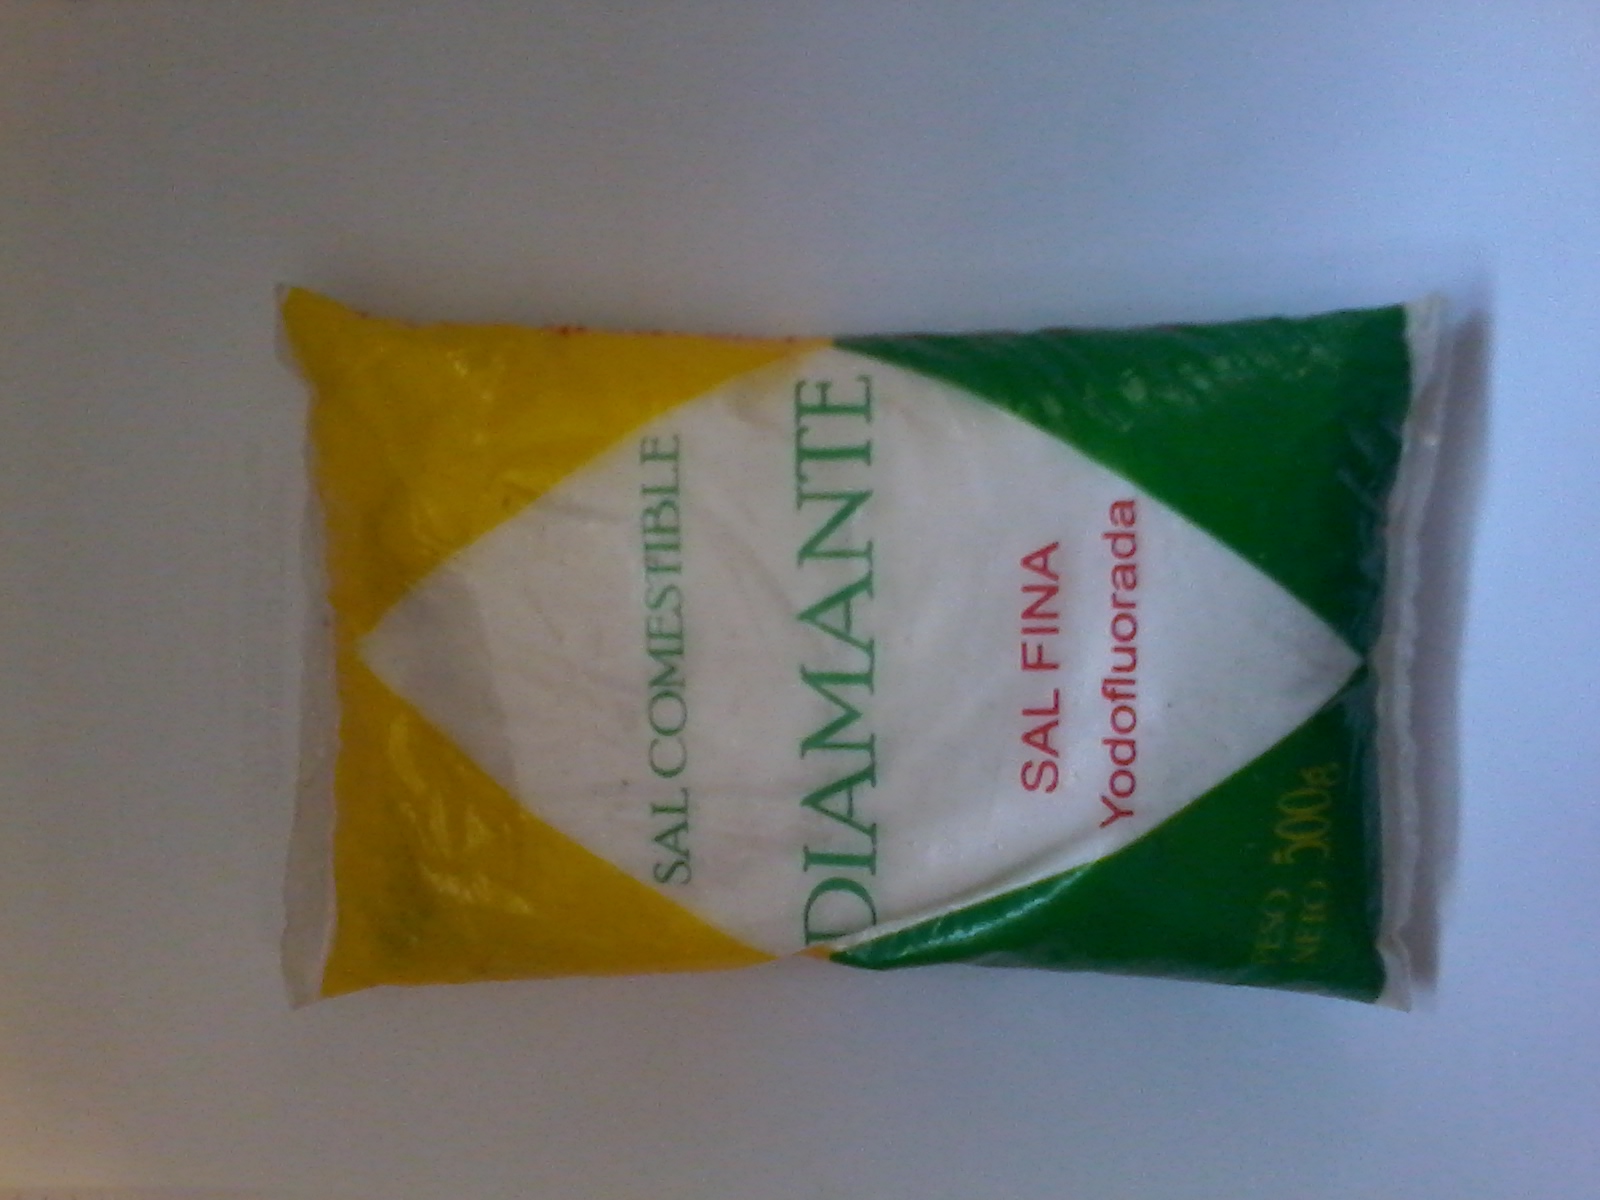 SAL COMESTIBLE
DIAMANTE
SAL FINA
Yodofluorada
PESO
NETO 500g